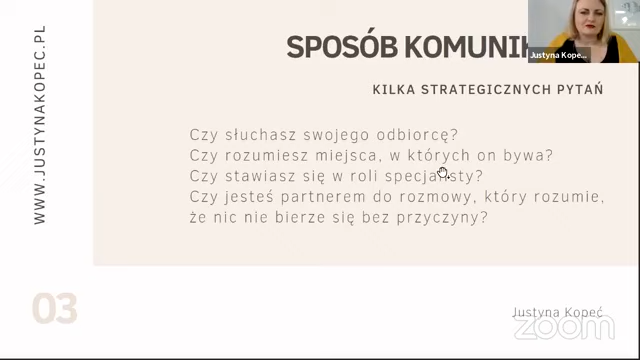 SPOSÓB KOMUNIK
Justyna Kope...
KILKA STRATEGICZNYCH PYTAŃ
WWW.JUSTYNAKOPEC.PL
Czy słuchasz swojego odbiorcę?
Czy rozumiesz miejsca, w których on bywa?
Czy stawiasz się w roli specjalisty?
Czy jesteś partnerem do rozmowy, który rozumie,
że nic nie bierze się bez przyczyny?
03
Justyna Kopeć
zoom